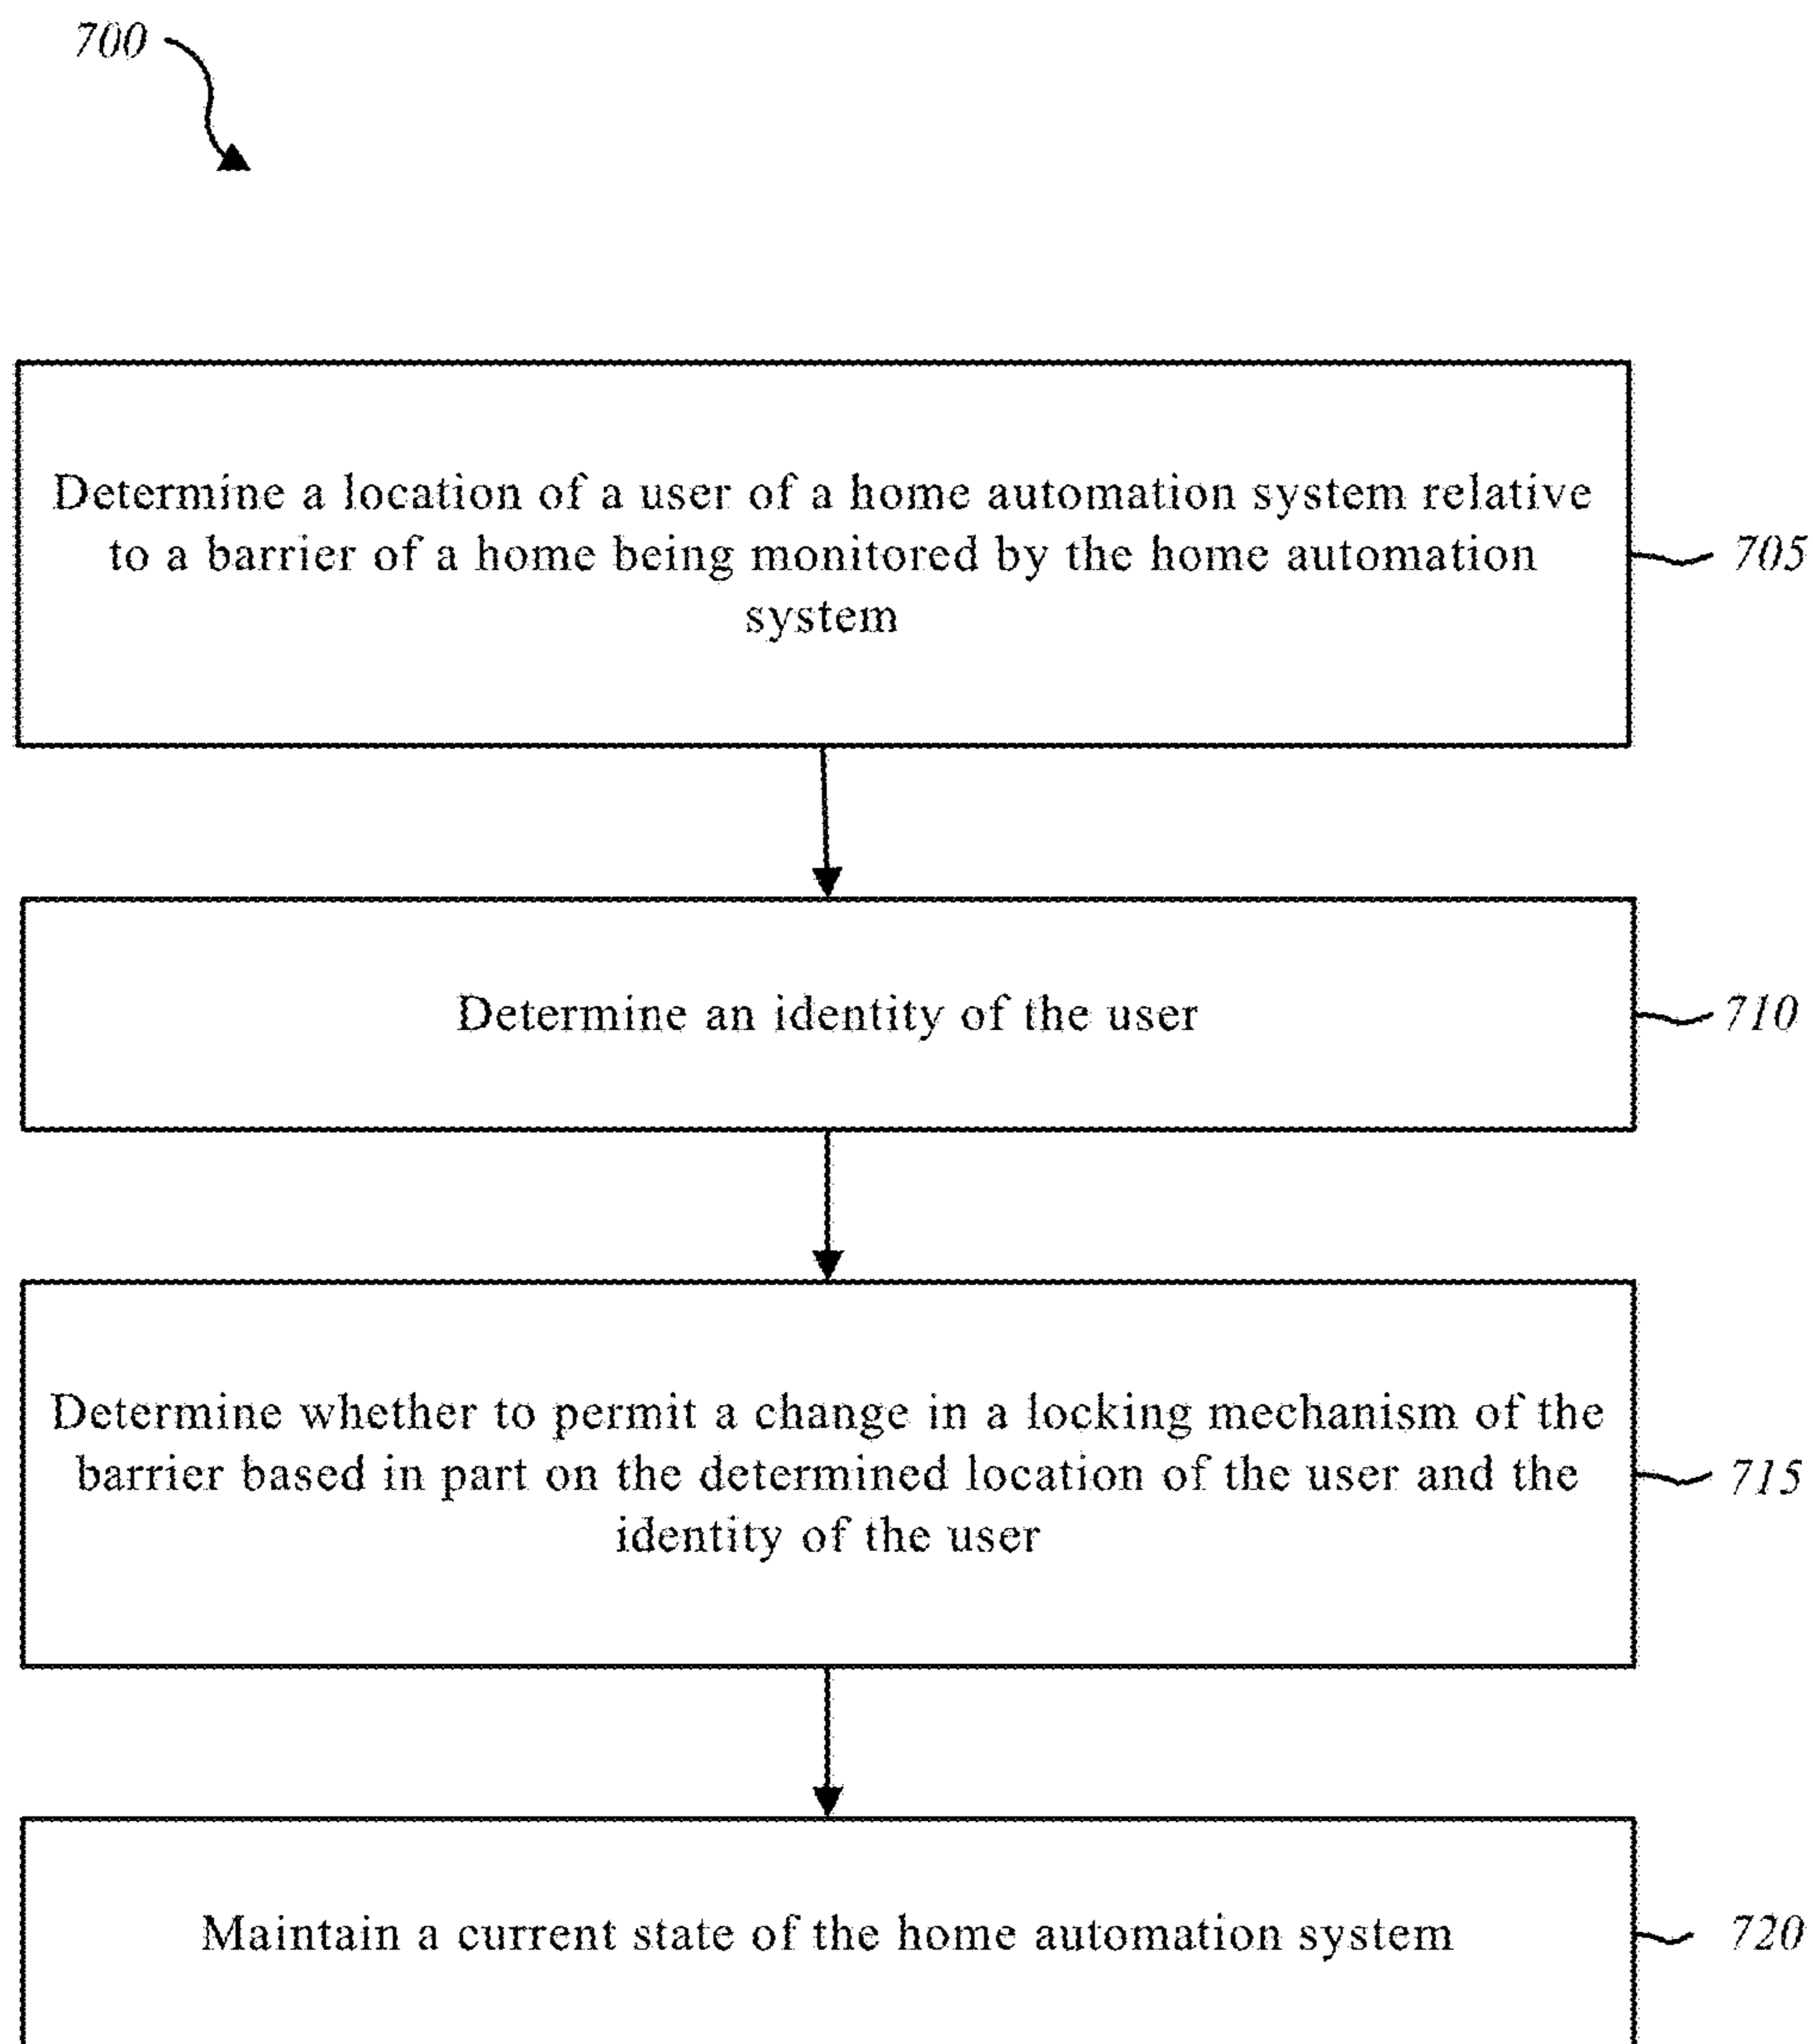 700
Determine a location of a user of a home automation system relative
to a barrier of a home being monitored by the home automation
system
705
Determine an identity of the user
710
Determine whether to permit a change in a locking mechanism of the
barrier based in part on the determined location of the user and the
identity of the user
715
Maintain a current state of the home automation system
720